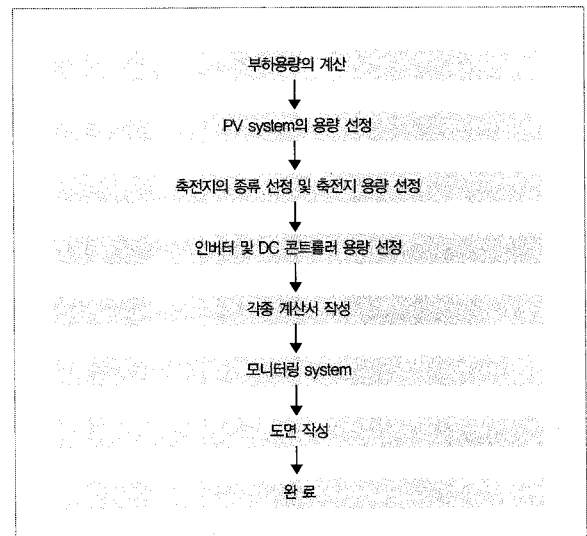 부하용량의 계산
PV system의 용량 선정
축전지의 종류 선정 및 축전지 용량 선정
인버터 및 DC 콘트롤러 용량 선정
각종 계산서 작성
모니터링 system
도면 작성
완 료